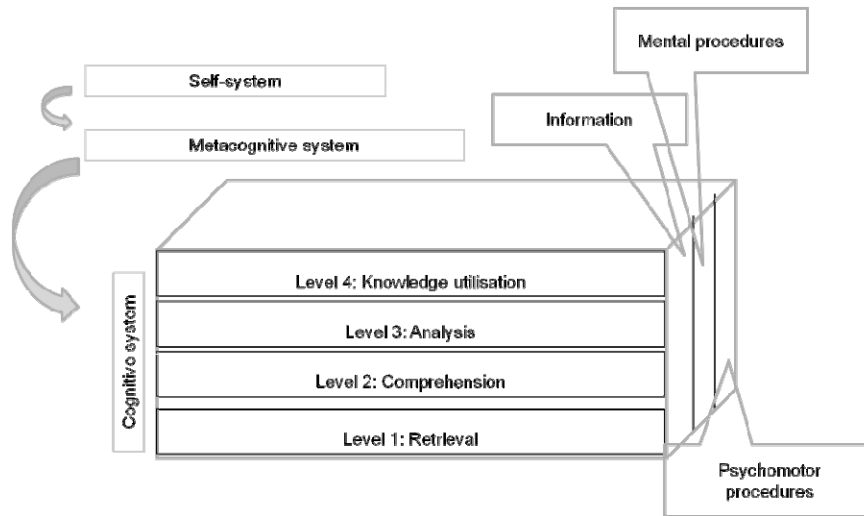 Mental procedures
Self-system
Information
Metacognitive system
Level 4: Knowledge utilisation
Level 3: Analysis
Level 2: Comprehension
Level 1: Retrieval
Cognitive system
Psychomotor
procedures